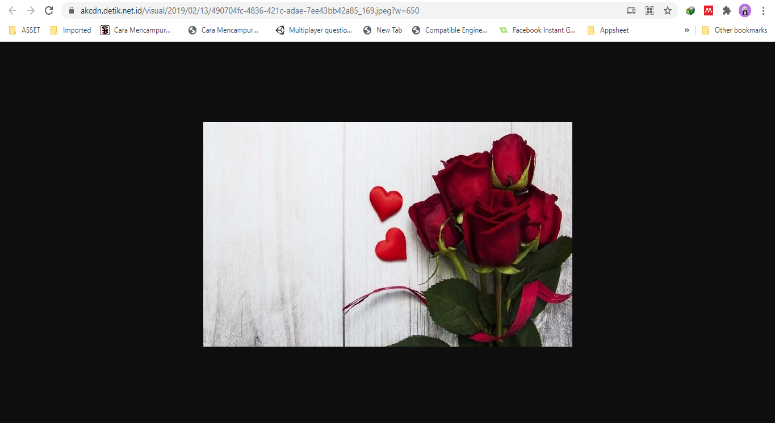 akcdn.detik.net.id/visual/2019/02/13/490704fc-4836-421c-adae-7ee43bb42a85_169.jpeg?w=650
ASSET Imported Cara Mencampur... Cara Mencampur... Multiplayer questio... New Tab Compatible Engine... Facebook Instant G... Appsheet » Other bookmarks